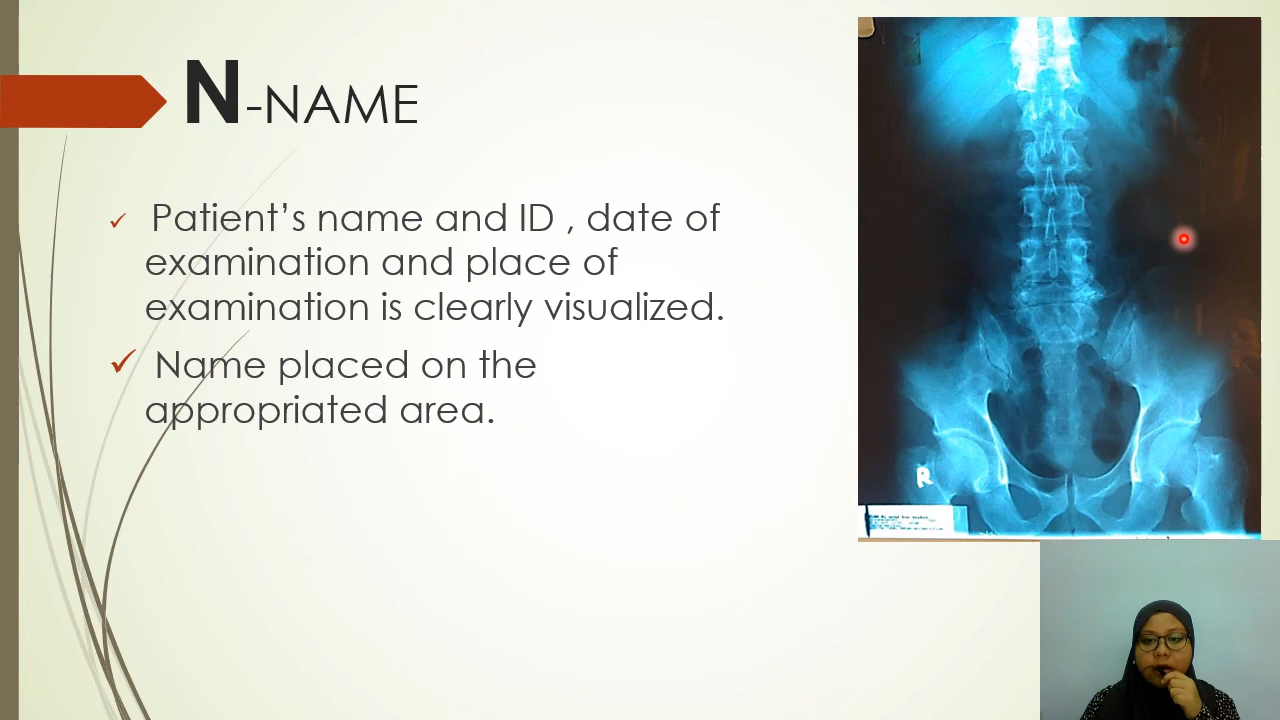 N-NAME
✓ Patient’s name and ID , date of
examination and place of
examination is clearly visualized.
✓ Name placed on the
appropriated area.
R